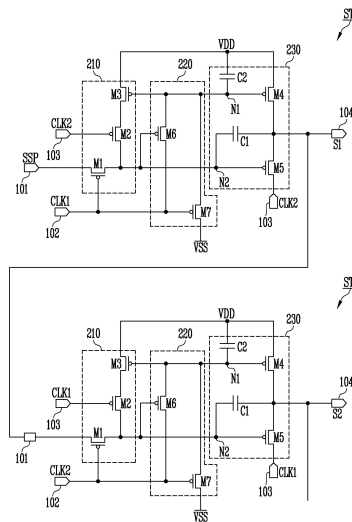 ST
210 220 VDD 230
M3 C2 M4
CLK2 N1 104
103 M2 M6 C1 S1
SSP M1 M5
101 N2
CLK1 M7 103 CLK2
102 VSS
ST
210 220 VDD 230
M3 C2 M4
CLK1 N1 104
103 M2 M6 C1 S2
M1 M5
101 N2
CLK2 M7 103 CLK1
102 VSS